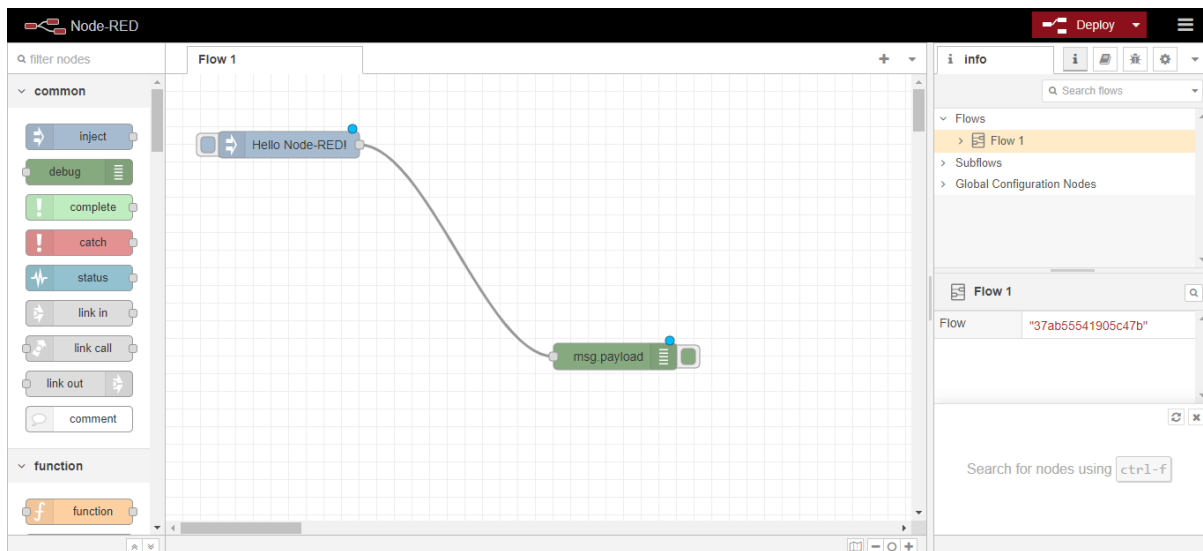 Node-RED
Deploy
filter nodes
Flow 1
i info
i
Search flows
common
inject
debug
complete
catch
status
link in
link call
link out
comment
function
function
Hello Node-RED!
msg.payload
Flows
Flow 1
Subflows
Global Configuration Nodes
Flow 1
Flow "37ab55541905c47b"
Search for nodes using ctrl-f